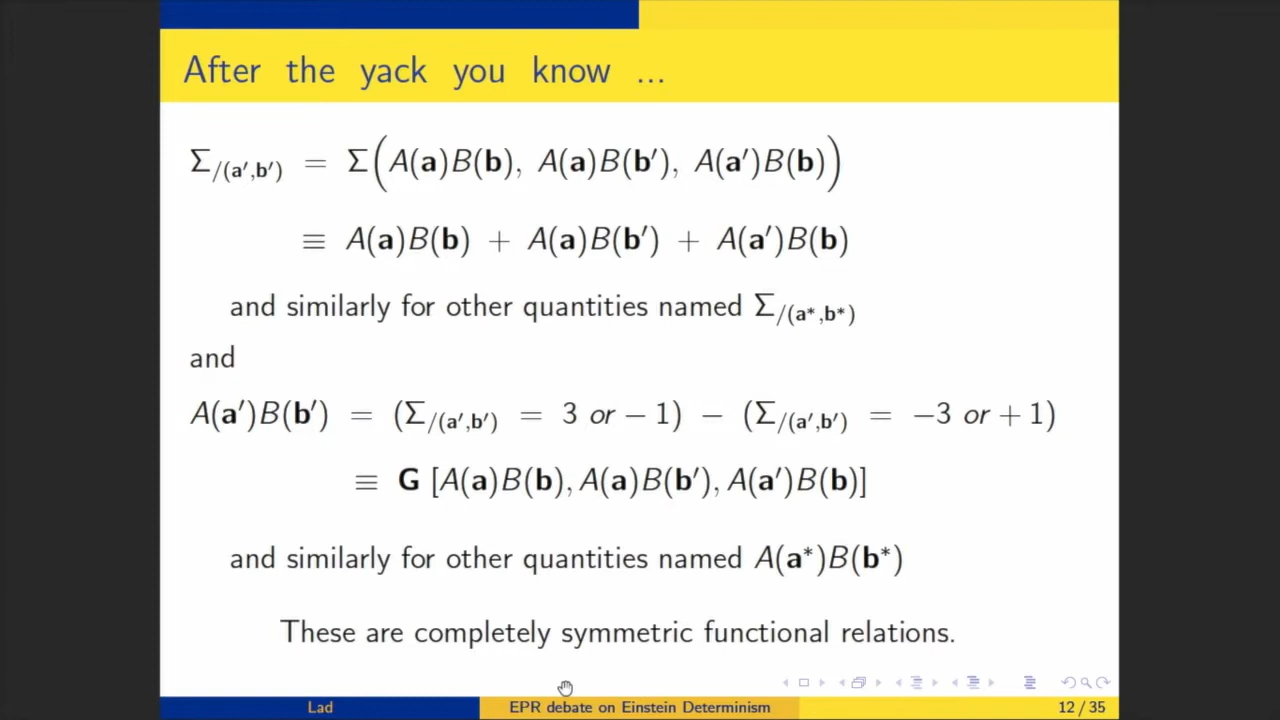 After the yack you know ...
Σ/(a′,b′) = Σ(A(a)B(b), A(a)B(b′), A(a′)B(b))
≡ A(a)B(b) + A(a)B(b′) + A(a′)B(b)
and similarly for other quantities named Σ/(a*,b*)
and
A(a′)B(b′) = (Σ/(a′,b′) = 3 or − 1) − (Σ/(a′,b′) = −3 or + 1)
≡ G [A(a)B(b), A(a)B(b′), A(a′)B(b)]
and similarly for other quantities named A(a*)B(b*)
These are completely symmetric functional relations.
Lad EPR debate on Einstein Determinism 12 / 35